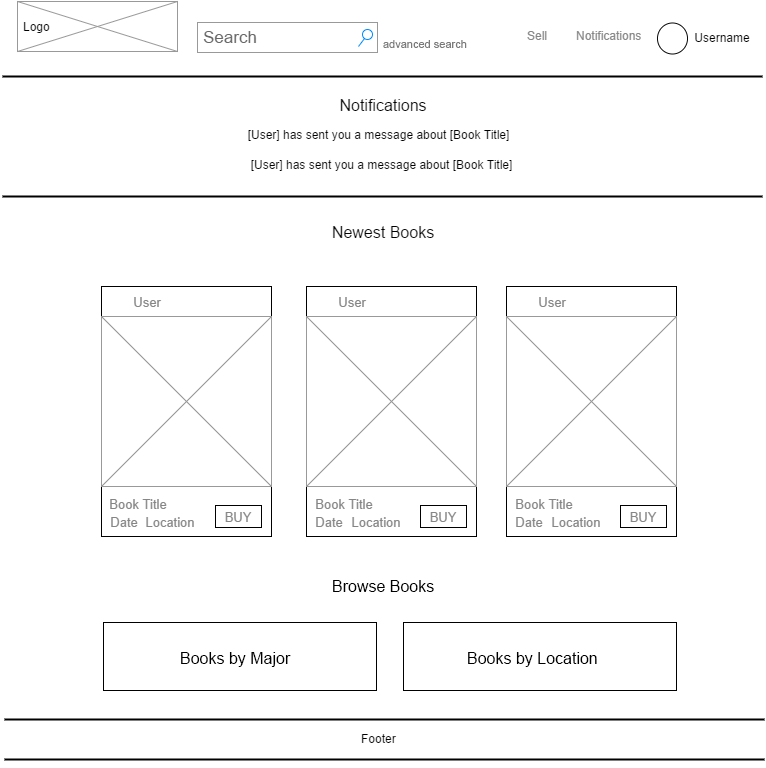 Logo
Search
advanced search
Sell
Notifications
Username
Notifications
[User] has sent you a message about [Book Title]
[User] has sent you a message about [Book Title]
Newest Books
User
User
User
Book Title
Date Location
BUY
Book Title
Date Location
BUY
Book Title
Date Location
BUY
Browse Books
Books by Major
Books by Location
Footer